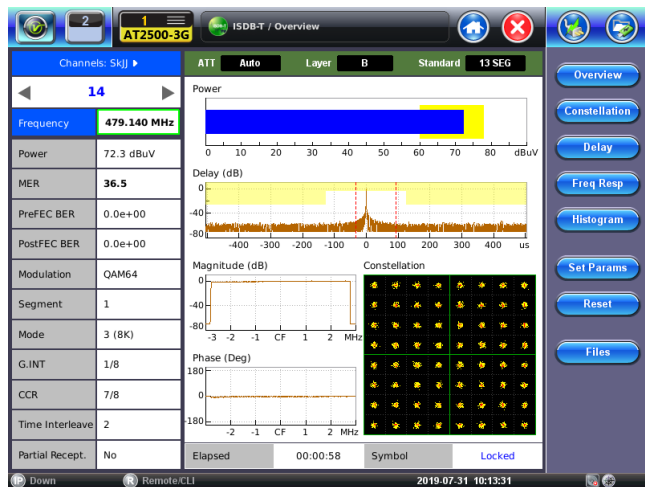 2
1
AT2500-3G
ISDB-T / Overview
Channels: SkJJ
14
Frequency 479.140 MHz
Power 72.3 dBuV
MER 36.5
PreFEC BER 0.0e+00
PostFEC BER 0.0e+00
Modulation QAM64
Segment 1
Mode 3 (8K)
G.INT 1/8
CCR 7/8
Time Interleave 2
Partial Recept. No
ATT Auto Layer B Standard 13 SEG
Power
0 10 20 30 40 50 60 70 80 dBuV
Delay (dB)
0
-40
-80
-400 -300 -200 -100 0 100 200 300 400 us
Magnitude (dB)
0
-40
-80
-3 -2 -1 CF 1 2 MHz
Phase (Deg)
180
0
-180
-2 -1 CF 1 2 MHz
Constellation
Elapsed 00:00:58 Symbol Locked
Overview
Constellation
Delay
Freq Resp
Histogram
Set Params
Reset
Files
P Down R Remote/CLI 2019-07-31 10:13:31